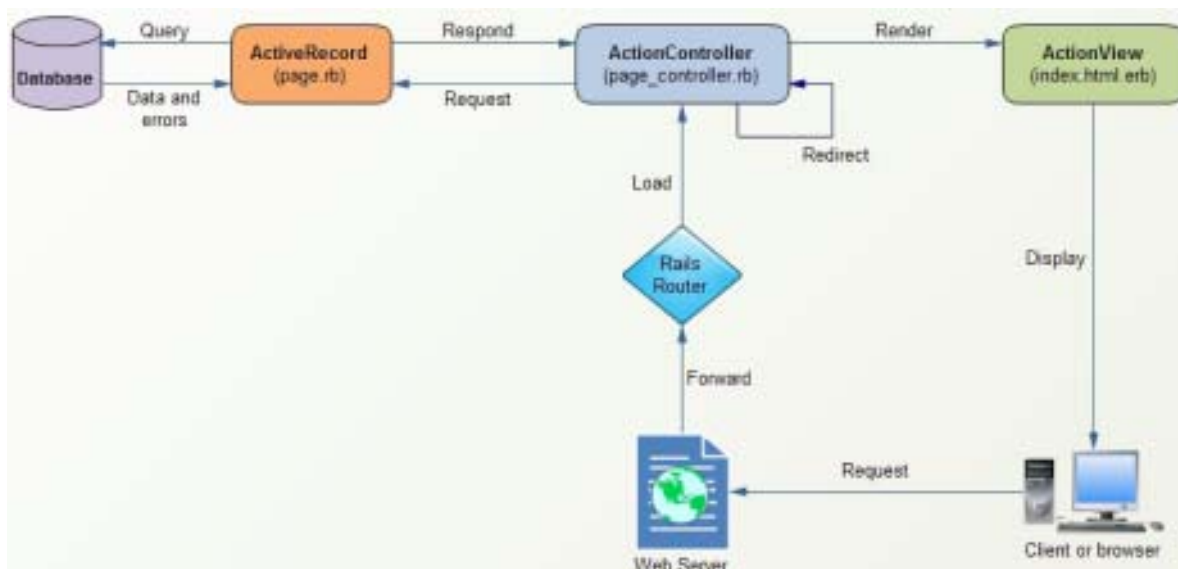 Query
Database
Data and
errors
ActiveRecord
(page.rb)
Respond
Request
ActionController
(page_controller.rb)
Redirect
Render
ActionView
(index.html.erb)
Load
Rails
Router
Display
Forward
Request
Web Server
Client or browser